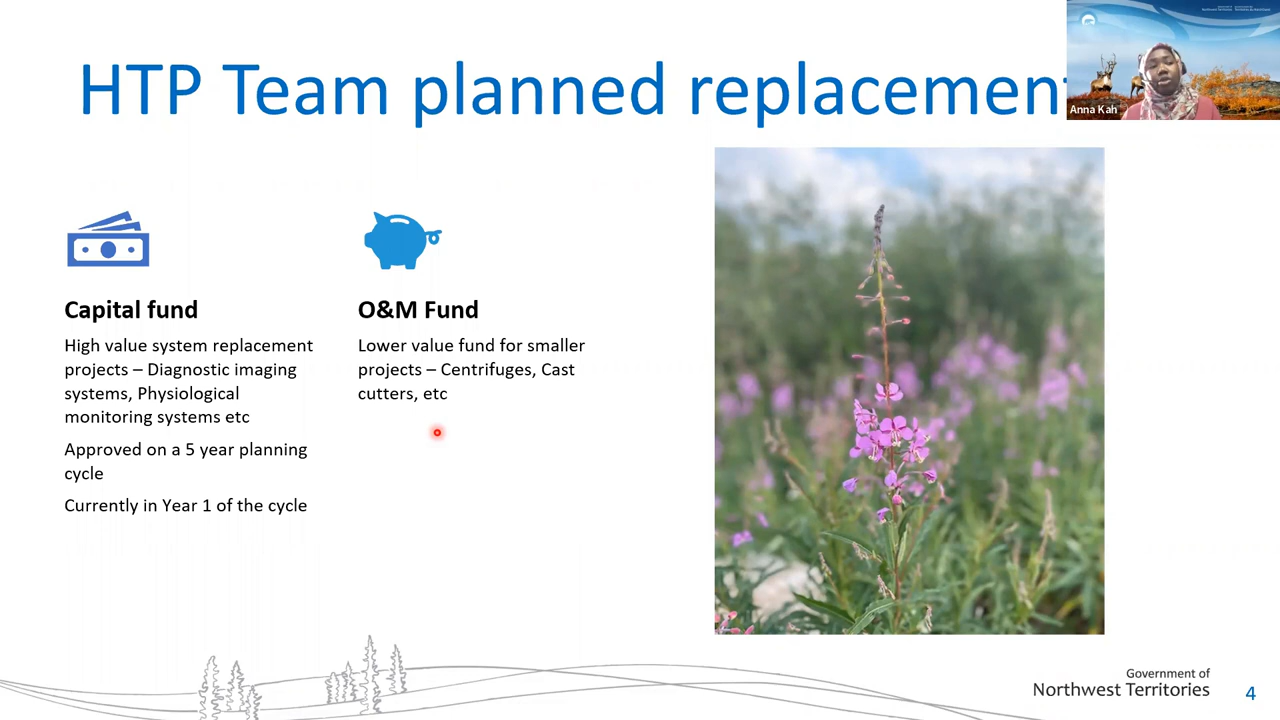 HTP Team planned replacemen
Anna Kah
Capital fund
High value system replacement
projects – Diagnostic imaging
systems, Physiological
monitoring systems etc
Approved on a 5 year planning
cycle
Currently in Year 1 of the cycle
O&M Fund
Lower value fund for smaller
projects – Centrifuges, Cast
cutters, etc
Government of
Northwest Territories
4